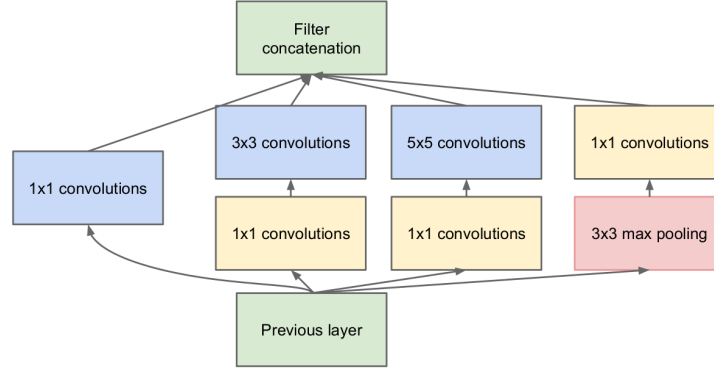 Filter
concatenation
3x3 convolutions
5x5 convolutions
1x1 convolutions
1x1 convolutions
1x1 convolutions
1x1 convolutions
3x3 max pooling
Previous layer